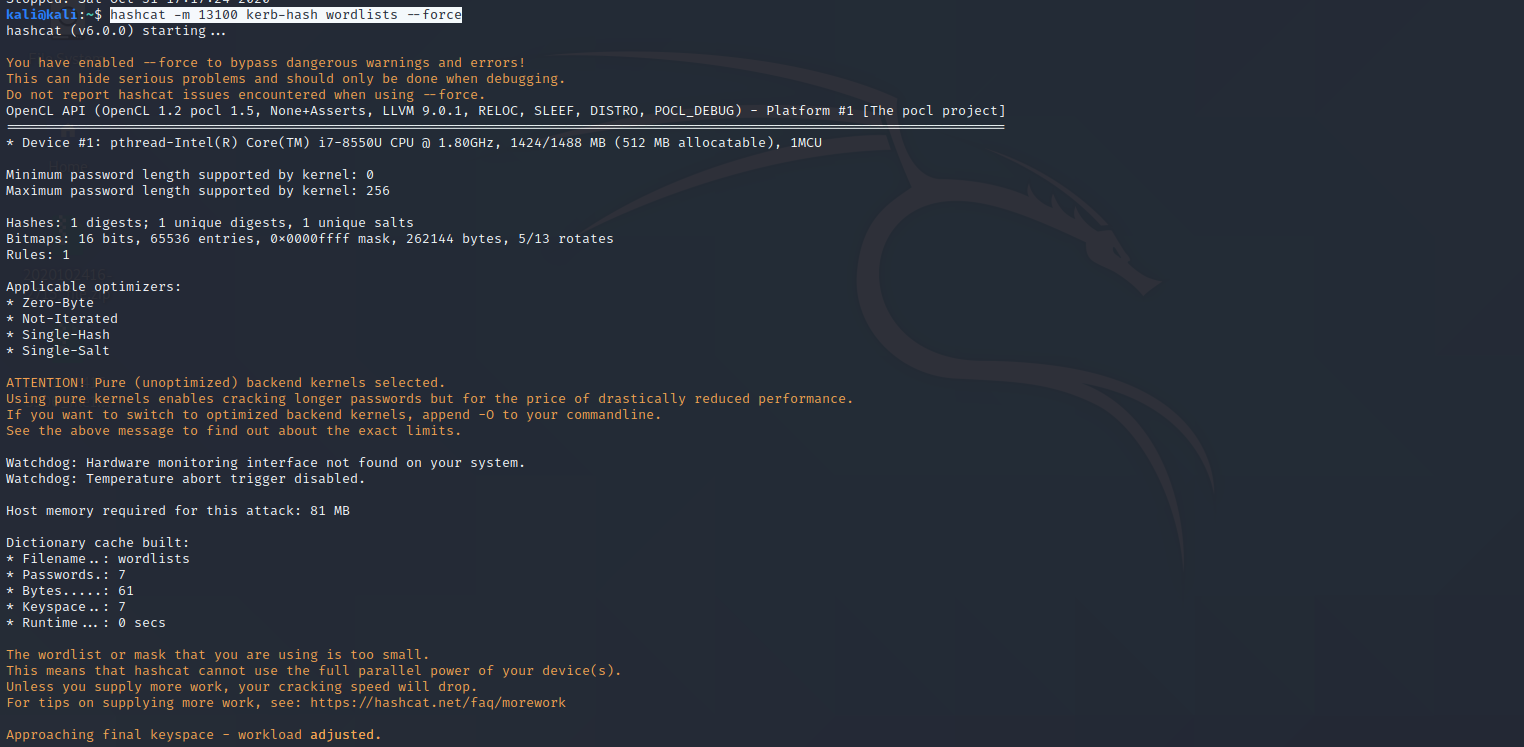 Stopped: Sat Oct 31 17:17:24 2020
kali@kali:~$ hashcat -m 13100 kerb-hash wordlists --force
hashcat (v6.0.0) starting...
You have enabled --force to bypass dangerous warnings and errors!
This can hide serious problems and should only be done when debugging.
Do not report hashcat issues encountered when using --force.
OpenCL API (OpenCL 1.2 pocl 1.5, None+Asserts, LLVM 9.0.1, RELOC, SLEEF, DISTRO, POCL_DEBUG) - Platform #1 [The pocl project]
* Device #1: pthread-Intel(R) Core(TM) i7-8550U CPU @ 1.80GHz, 1424/1488 MB (512 MB allocatable), 1MCU
Minimum password length supported by kernel: 0
Maximum password length supported by kernel: 256
Hashes: 1 digests; 1 unique digests, 1 unique salts
Bitmaps: 16 bits, 65536 entries, 0x0000ffff mask, 262144 bytes, 5/13 rotates
Rules: 1
Applicable optimizers:
* Zero-Byte
* Not-Iterated
* Single-Hash
* Single-Salt
ATTENTION! Pure (unoptimized) backend kernels selected.
Using pure kernels enables cracking longer passwords but for the price of drastically reduced performance.
If you want to switch to optimized backend kernels, append -O to your commandline.
See the above message to find out about the exact limits.
Watchdog: Hardware monitoring interface not found on your system.
Watchdog: Temperature abort trigger disabled.
Host memory required for this attack: 81 MB
Dictionary cache built:
* Filename..: wordlists
* Passwords.: 7
* Bytes.....: 61
* Keyspace..: 7
* Runtime...: 0 secs
The wordlist or mask that you are using is too small.
This means that hashcat cannot use the full parallel power of your device(s).
Unless you supply more work, your cracking speed will drop.
For tips on supplying more work, see: https://hashcat.net/faq/morework
Approaching final keyspace - workload adjusted.